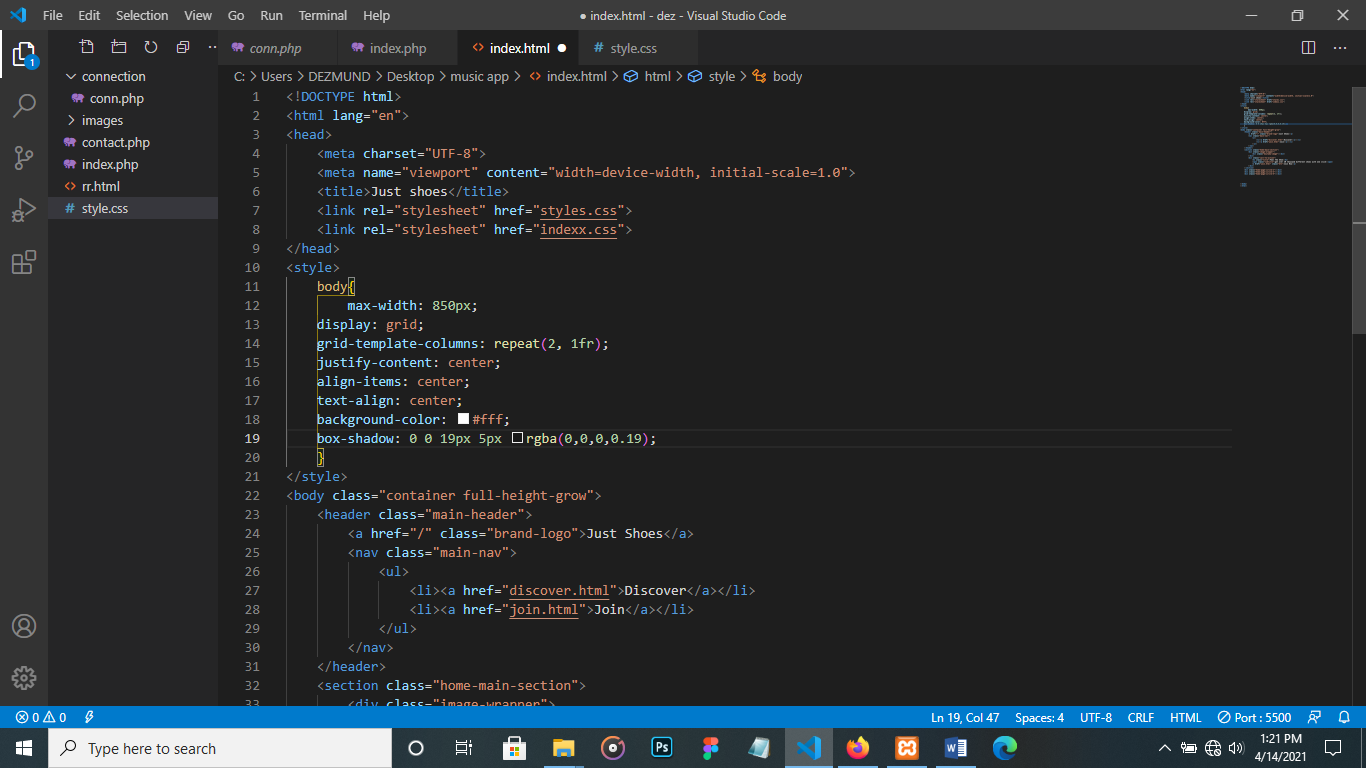 File Edit Selection View Go Run Terminal Help ● index.html - dez - Visual Studio Code
conn.php index.php index.html style.css
C: > Users > DEZMUND > Desktop > music app > index.html > html > style > body
1
connection
conn.php
images
contact.php
index.php
rr.html
style.css
1 <!DOCTYPE html>
2 <html lang="en">
3 <head>
4 <meta charset="UTF-8">
5 <meta name="viewport" content="width=device-width, initial-scale=1.0">
6 <title>Just shoes</title>
7 <link rel="stylesheet" href="styles.css">
8 <link rel="stylesheet" href="indexx.css">
9 </head>
10 <style>
11 body{
12 max-width: 850px;
13 display: grid;
14 grid-template-columns: repeat(2, 1fr);
15 justify-content: center;
16 align-items: center;
17 text-align: center;
18 background-color: #fff;
19 box-shadow: 0 0 19px 5px rgba(0,0,0,0.19);
20 }
21 </style>
22 <body class="container full-height-grow">
23 <header class="main-header">
24 <a href="/" class="brand-logo">Just Shoes</a>
25 <nav class="main-nav">
26 <ul>
27 <li><a href="discover.html">Discover</a></li>
28 <li><a href="join.html">Join</a></li>
29 </ul>
30 </nav>
31 </header>
32 <section class="home-main-section">
33 <div class="image-wrapper">
0 0 Ln 19, Col 47 Spaces: 4 UTF-8 CRLF HTML Port : 5500
Type here to search
Ps
1:21 PM
4/14/2021